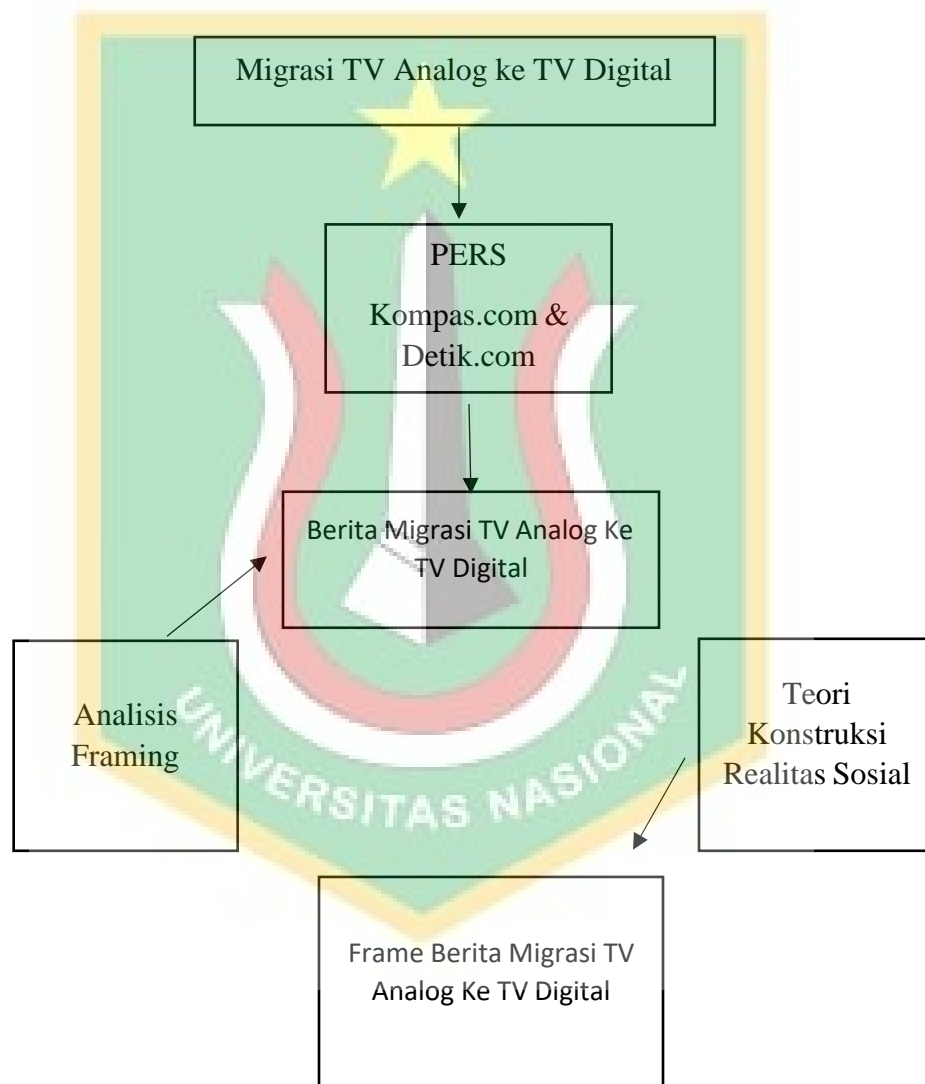 Migrasi TV Analog ke TV Digital
PERS
Kompas.com &
Detik.com
Berita Migrasi TV Analog Ke
TV Digital
Analisis
Framing
Teori
Konstruksi
Realitas Sosial
UNIVERSITAS NASIONAL
Frame Berita Migrasi TV
Analog Ke TV Digital